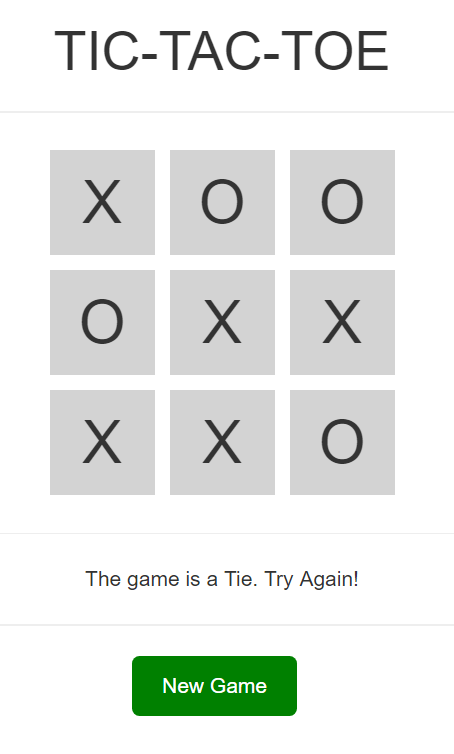 TIC-TAC-TOE
X O O
O X X
X X O
The game is a Tie. Try Again!
New Game